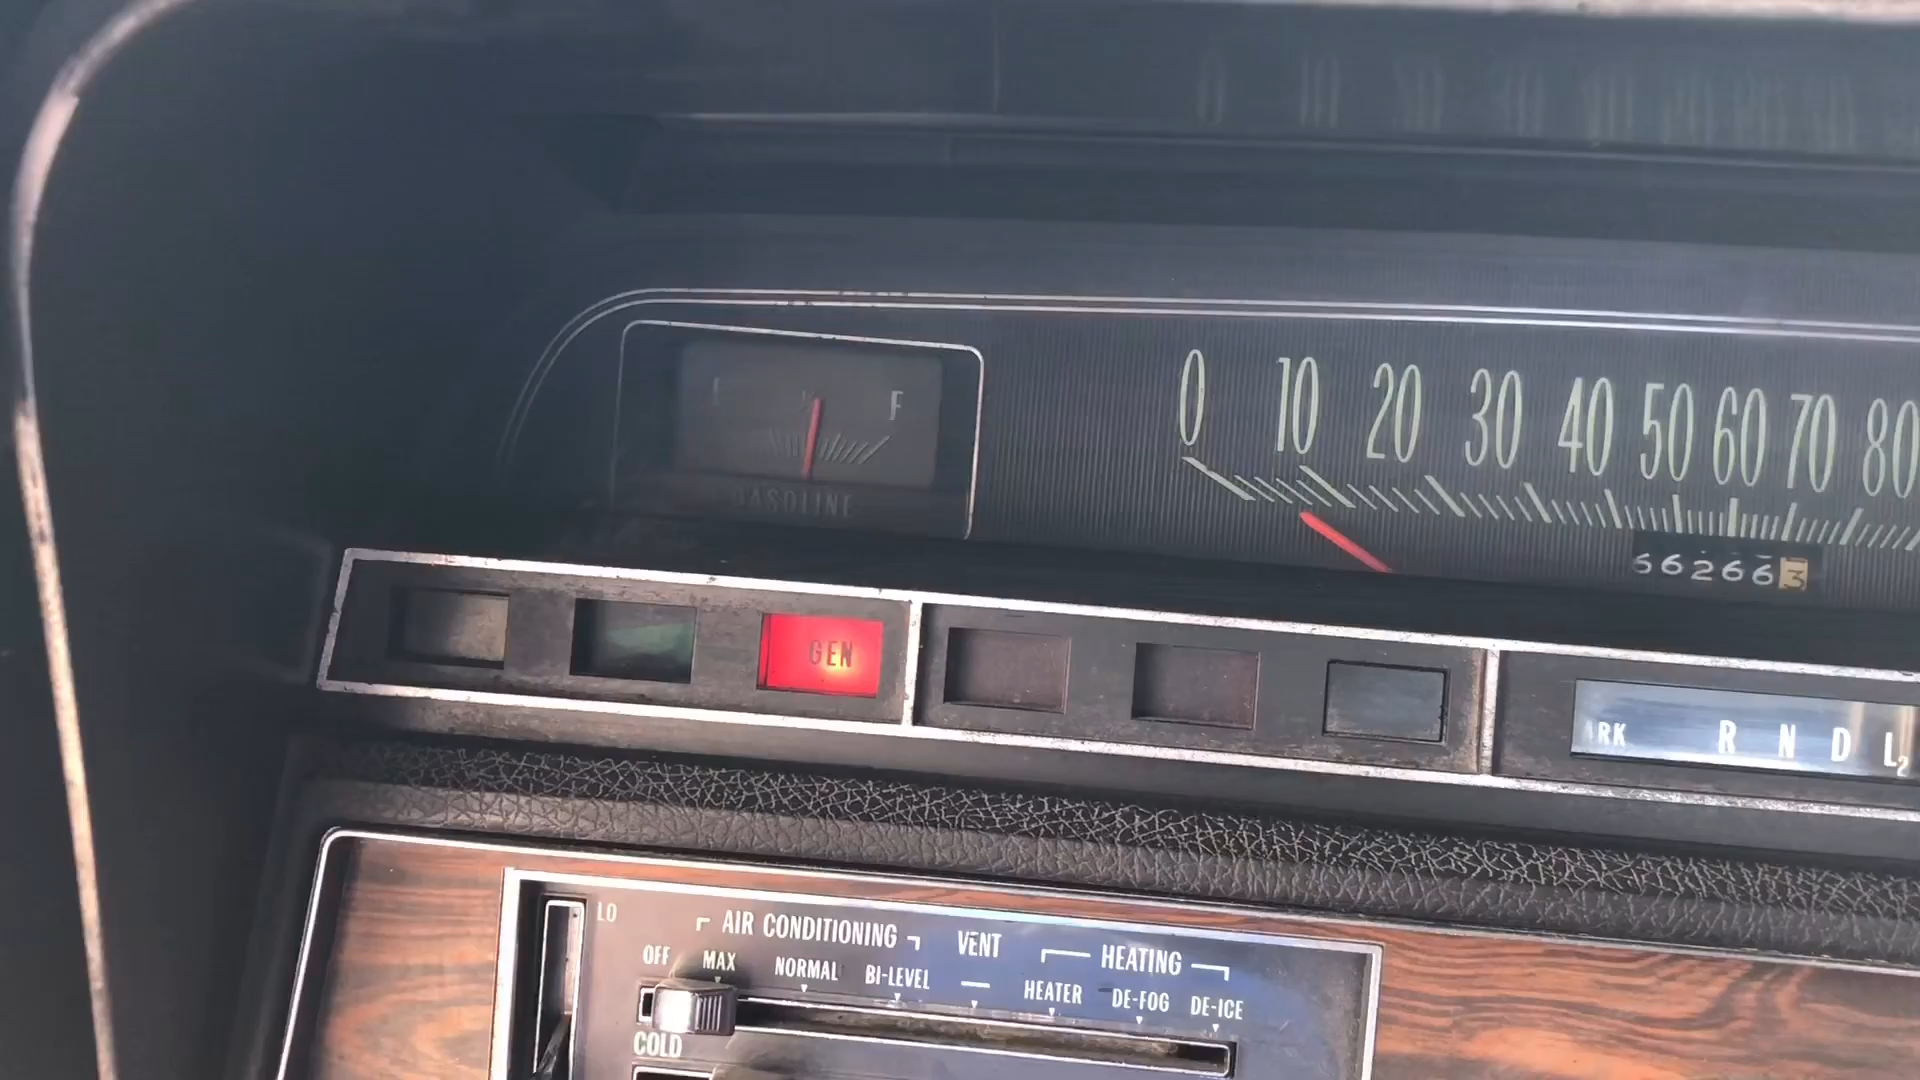 F
GASOLINE
0 10 20 30 40 50 60 70 80
662663
GEN
ARK R N D L2
LO
AIR CONDITIONING VENT HEATING
OFF MAX NORMAL BI-LEVEL HEATER DE-FOG DE-ICE
COLD